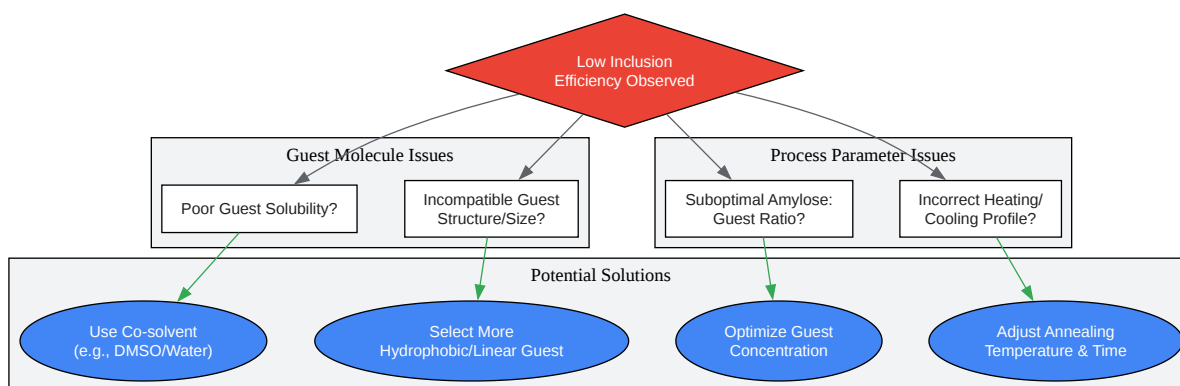 Low Inclusion
Efficiency Observed
Guest Molecule Issues
Process Parameter Issues
Poor Guest Solubility?
Incompatible Guest
Structure/Size?
Suboptimal Amylose:
Guest Ratio?
Incorrect Heating/
Cooling Profile?
Potential Solutions
Use Co-solvent
(e.g., DMSO/Water)
Select More
Hydrophobic/Linear Guest
Optimize Guest
Concentration
Adjust Annealing
Temperature & Time